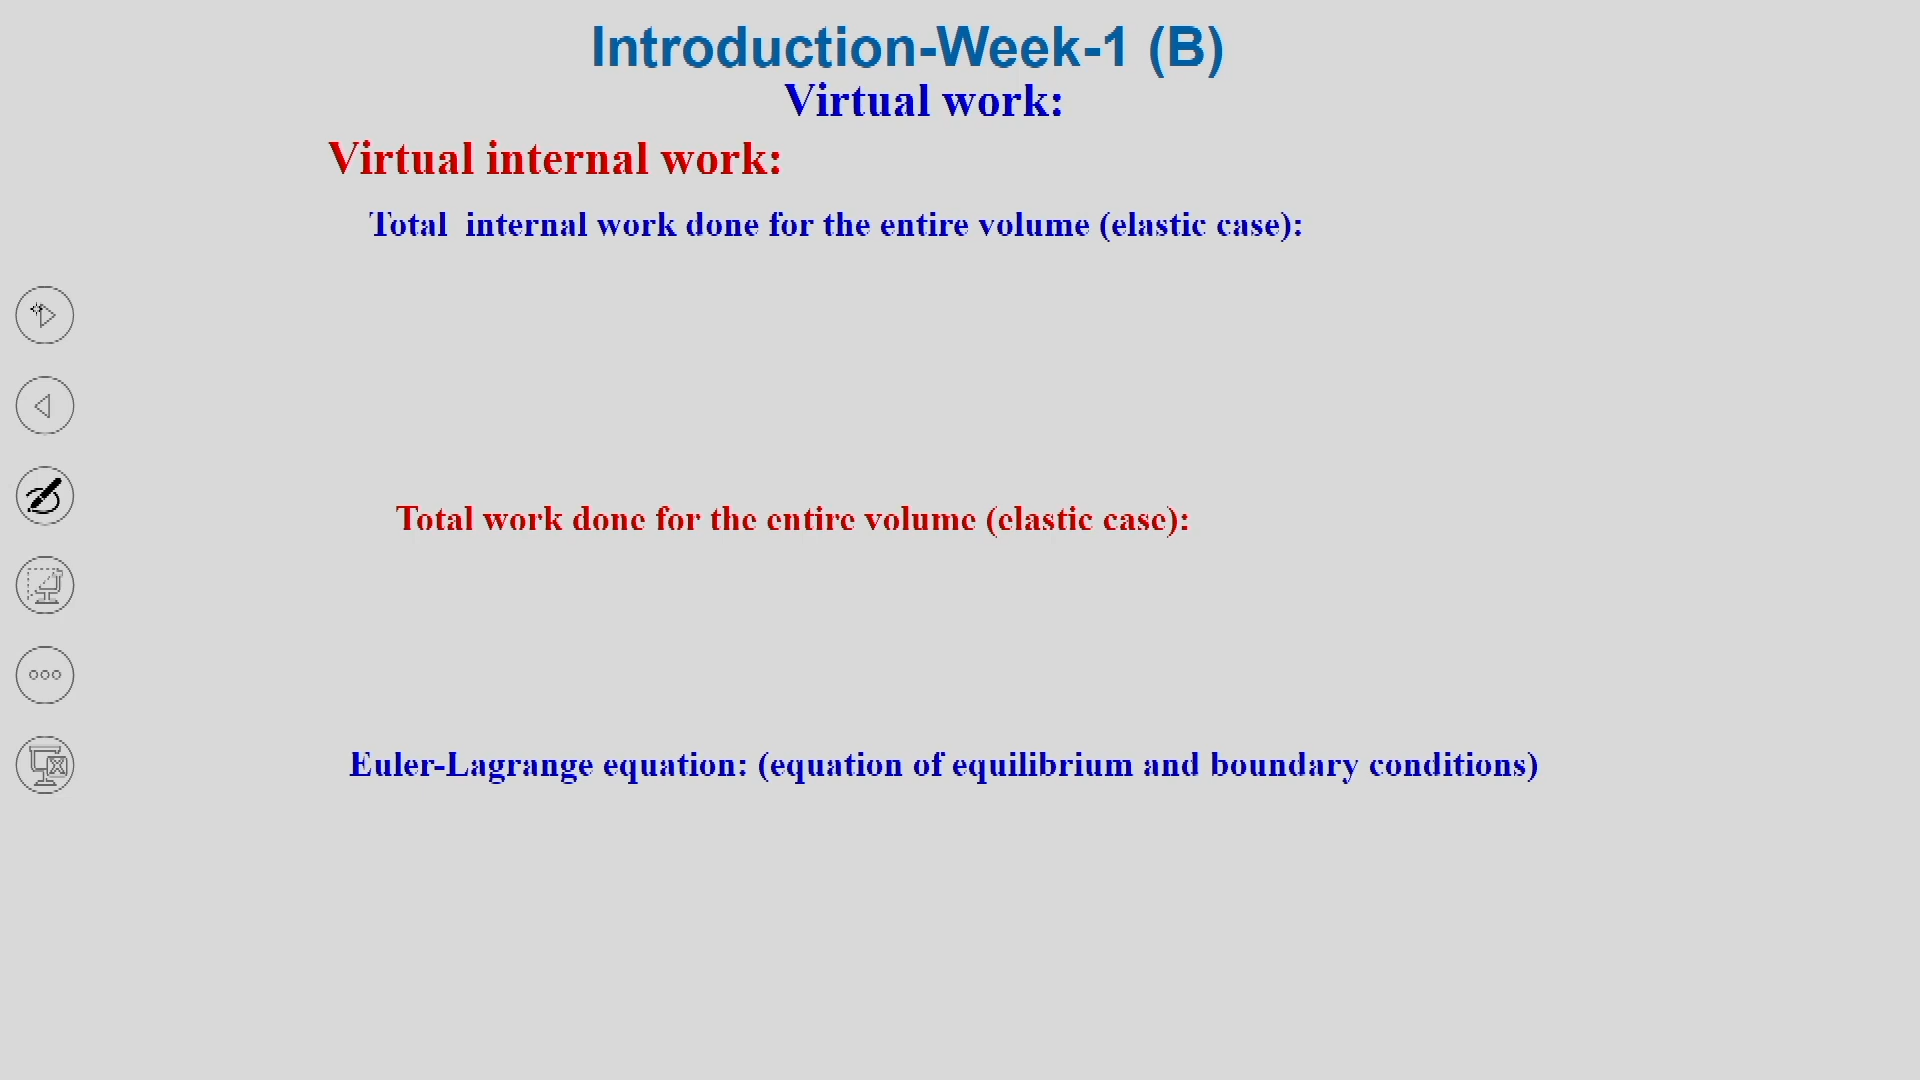 Introduction-Week-1 (B)
Virtual work:
Virtual internal work:
Total internal work done for the entire volume (elastic case):
Total work done for the entire volume (elastic case):
Euler-Lagrange equation: (equation of equilibrium and boundary conditions)